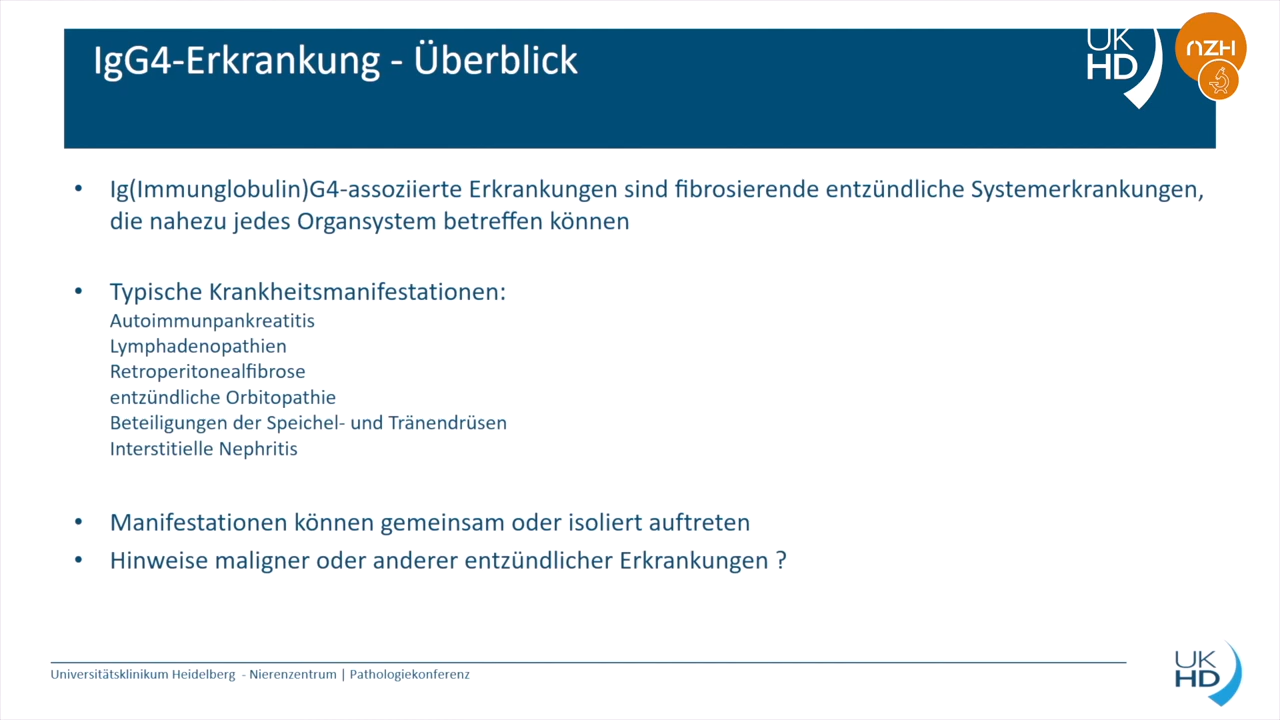 IgG4-Erkrankung - Überblick
UK
HD
nZH
• Ig(Immunglobulin)G4-assoziierte Erkrankungen sind fibrosierende entzündliche Systemerkrankungen,
die nahezu jedes Organsystem betreffen können
• Typische Krankheitsmanifestationen:
Autoimmunpankreatitis
Lymphadenopathien
Retroperitonealfibrose
entzündliche Orbitopathie
Beteiligungen der Speichel- und Tränendrüsen
Interstitielle Nephritis
• Manifestationen können gemeinsam oder isoliert auftreten
• Hinweise maligner oder anderer entzündlicher Erkrankungen ?
Universitätsklinikum Heidelberg - Nierenzentrum | Pathologiekonferenz
UK
HD